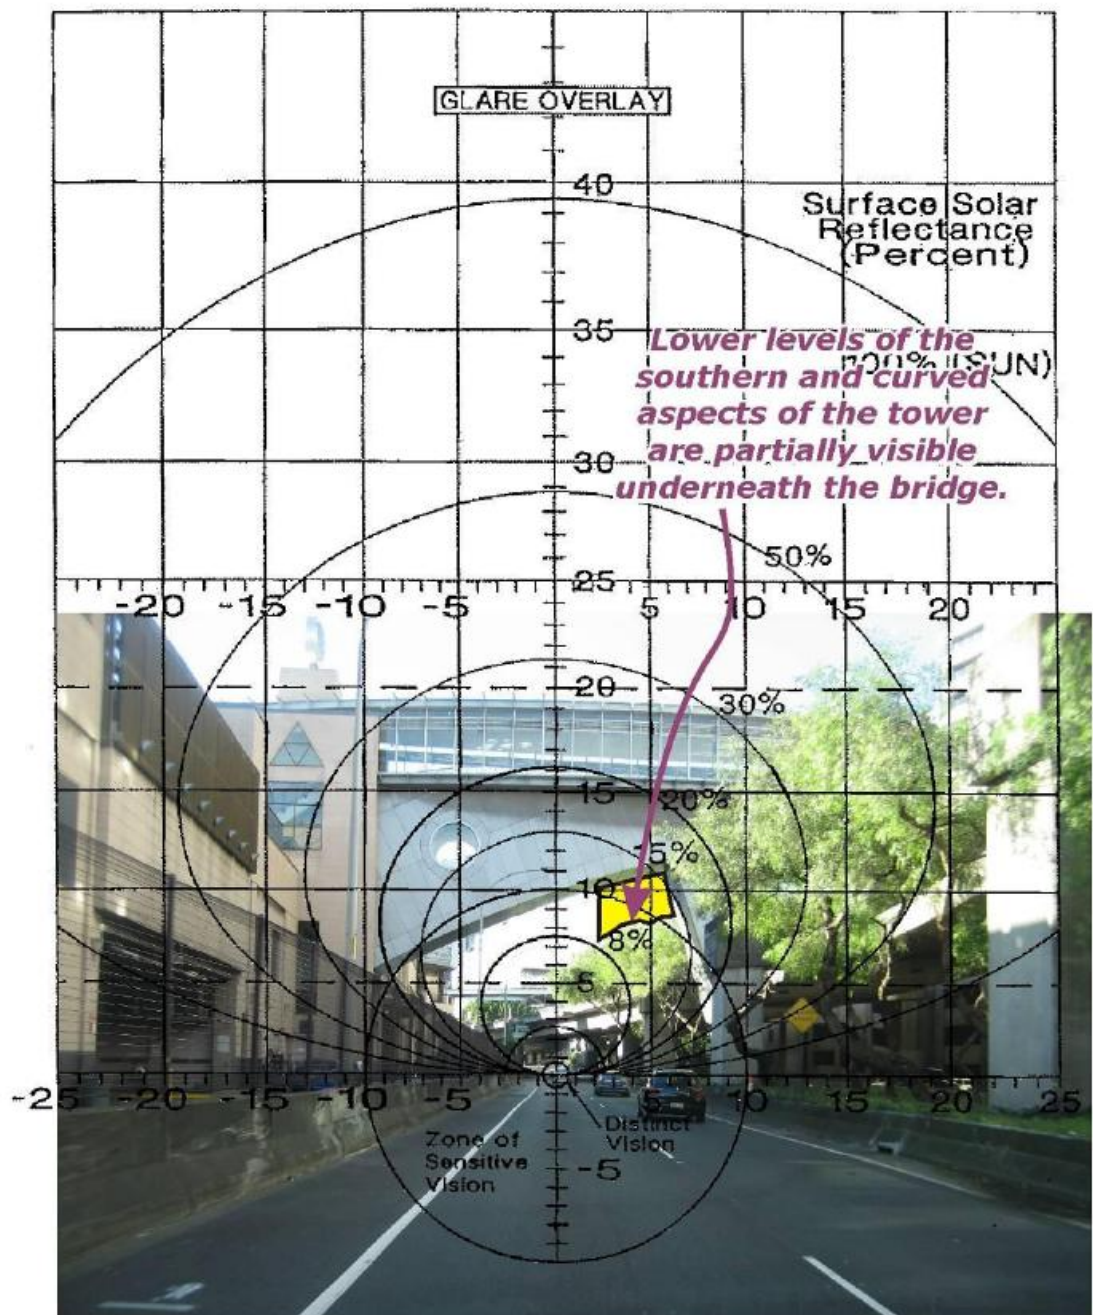 GLARE OVERLAY
40
Surface Solar
Reflectance
(Percent)
35
100% (SUN)
Lower levels of the
southern and curved
aspects of the tower
are partially visible
underneath the bridge.
30
50%
25
-20 -15 -10 -5 5 10 15 20
20
30%
15
20%
15%
10
8%
5
-25 -20 -15 -10 -5 5 15 20 25
Distinct
Vision
Zone of
Sensitive
Vision
-5